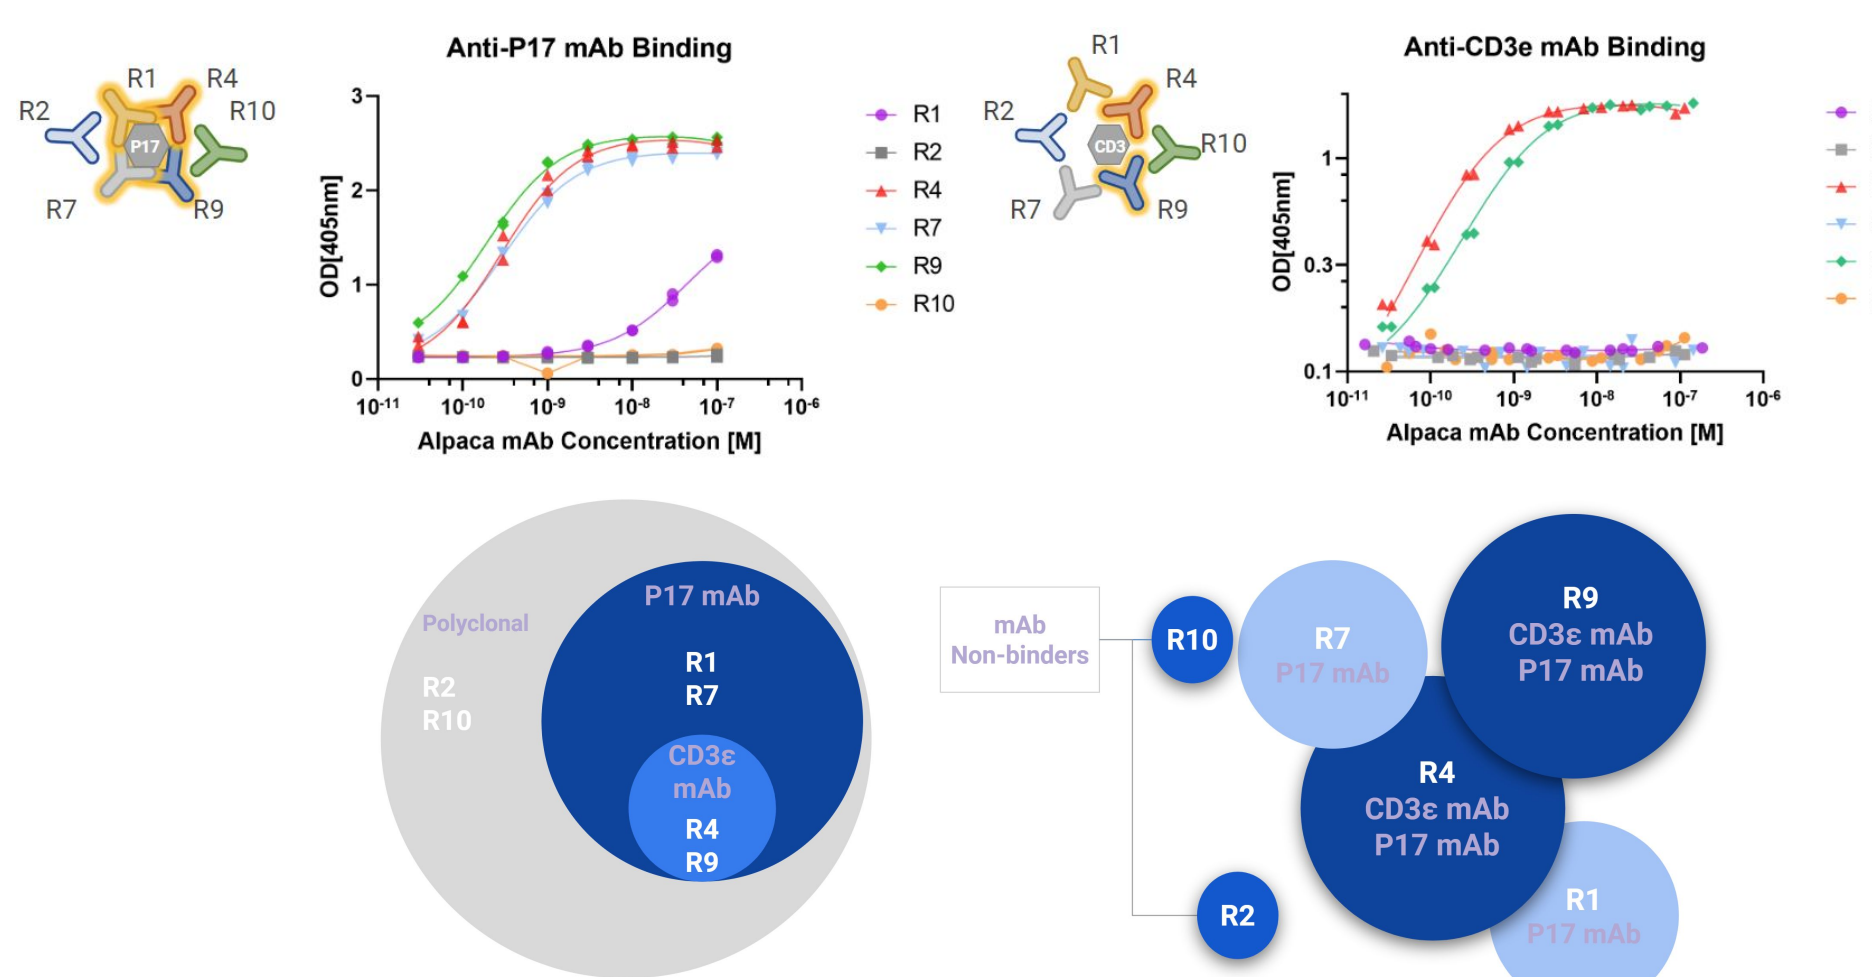 Anti-P17 mAb Binding
R1
R4
R2
R10
P17
R7
R9
OD[405nm]
3
2
1
0
10-11
10-10
10-9
10-8
10-7
10-6
Alpaca mAb Concentration [M]
R1
R2
R4
R7
R9
R10
Anti-CD3e mAb Binding
R1
R4
R2
R10
CD3
R7
R9
OD[405nm]
1
0.3
0.1
10-11
10-10
10-9
10-8
10-7
10-6
Alpaca mAb Concentration [M]
Polyclonal
R2
R10
P17 mAb
R1
R7
CD3ε
mAb
R4
R9
mAb
Non-binders
R10
R2
R7
P17 mAb
R9
CD3ε mAb
P17 mAb
R4
CD3ε mAb
P17 mAb
R1
P17 mAb